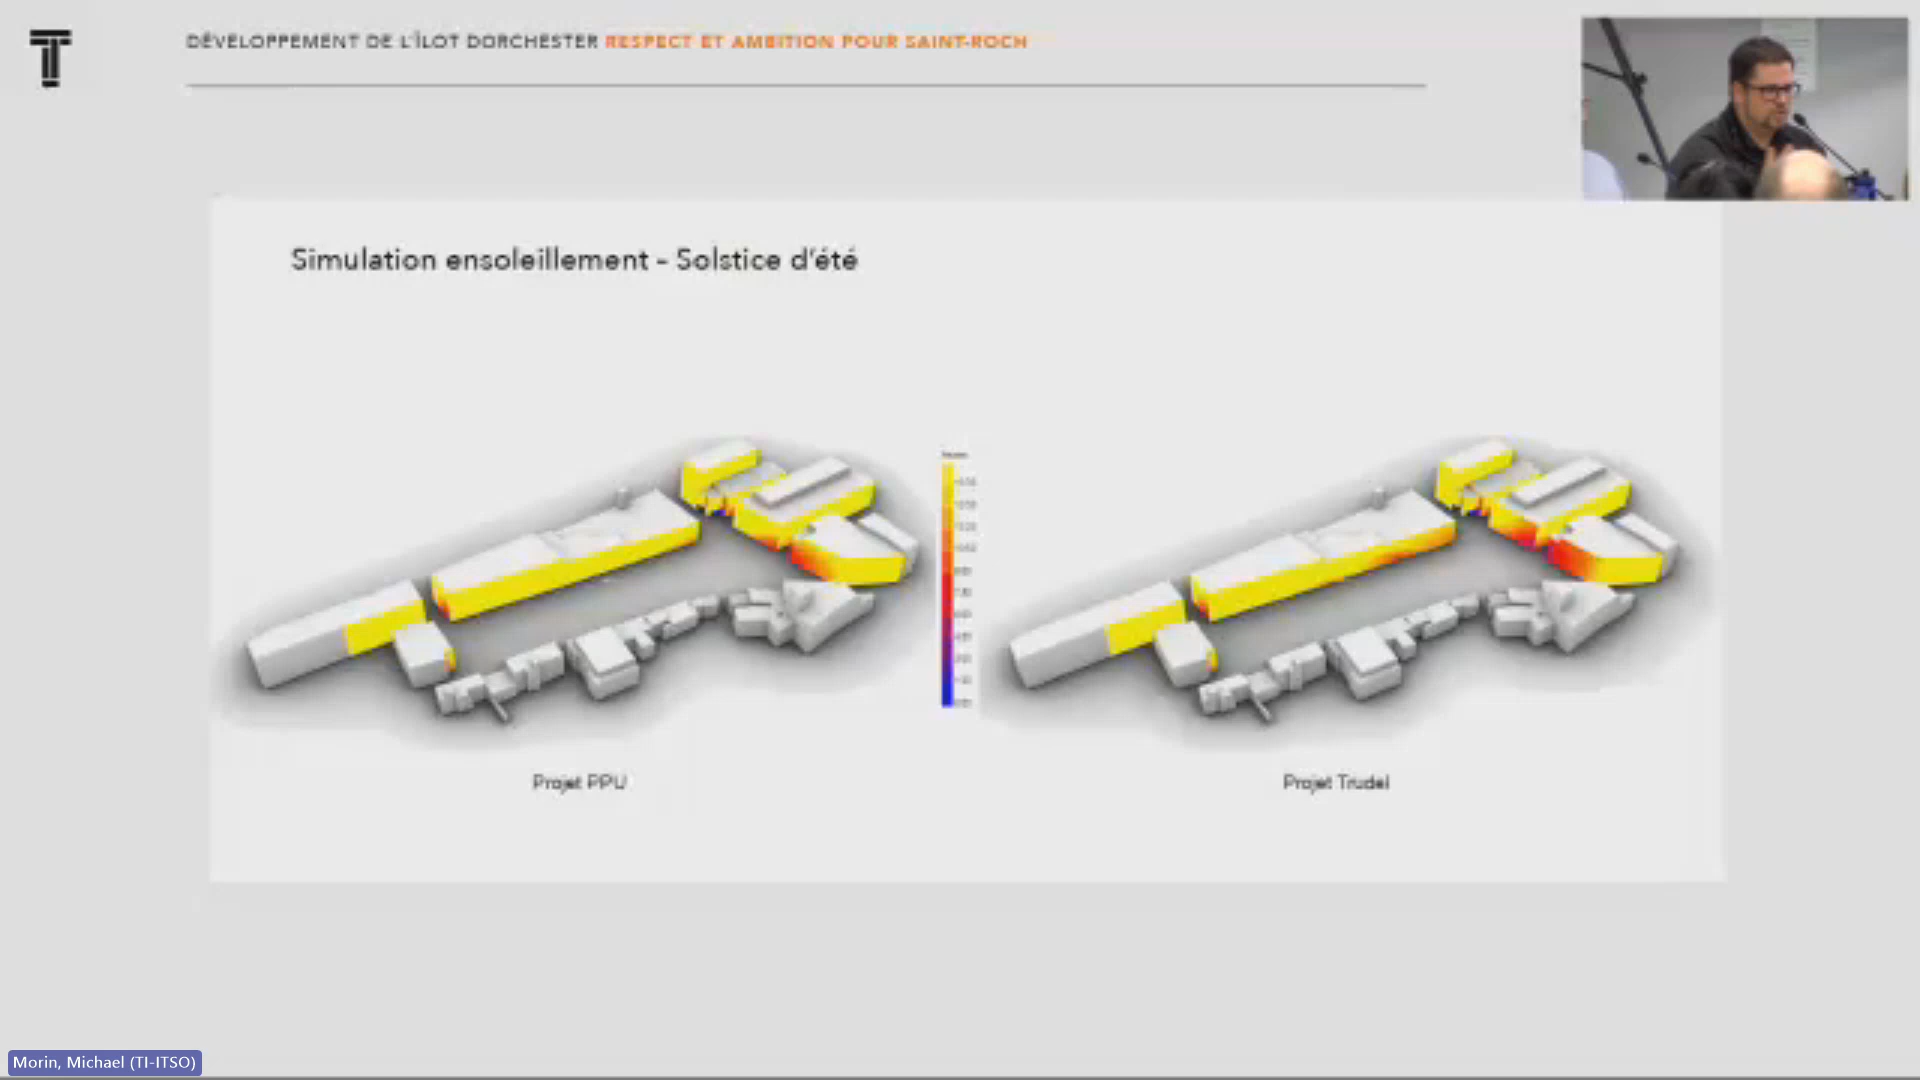 DÉVELOPPEMENT DE L'ÎLOT DORCHESTER RESPECT ET AMBITION POUR SAINT-ROCH
Simulation ensoleillement - Solstice d'été
Projet PPU
Projet Trudel
Morin, Michael (TI-ITSO)